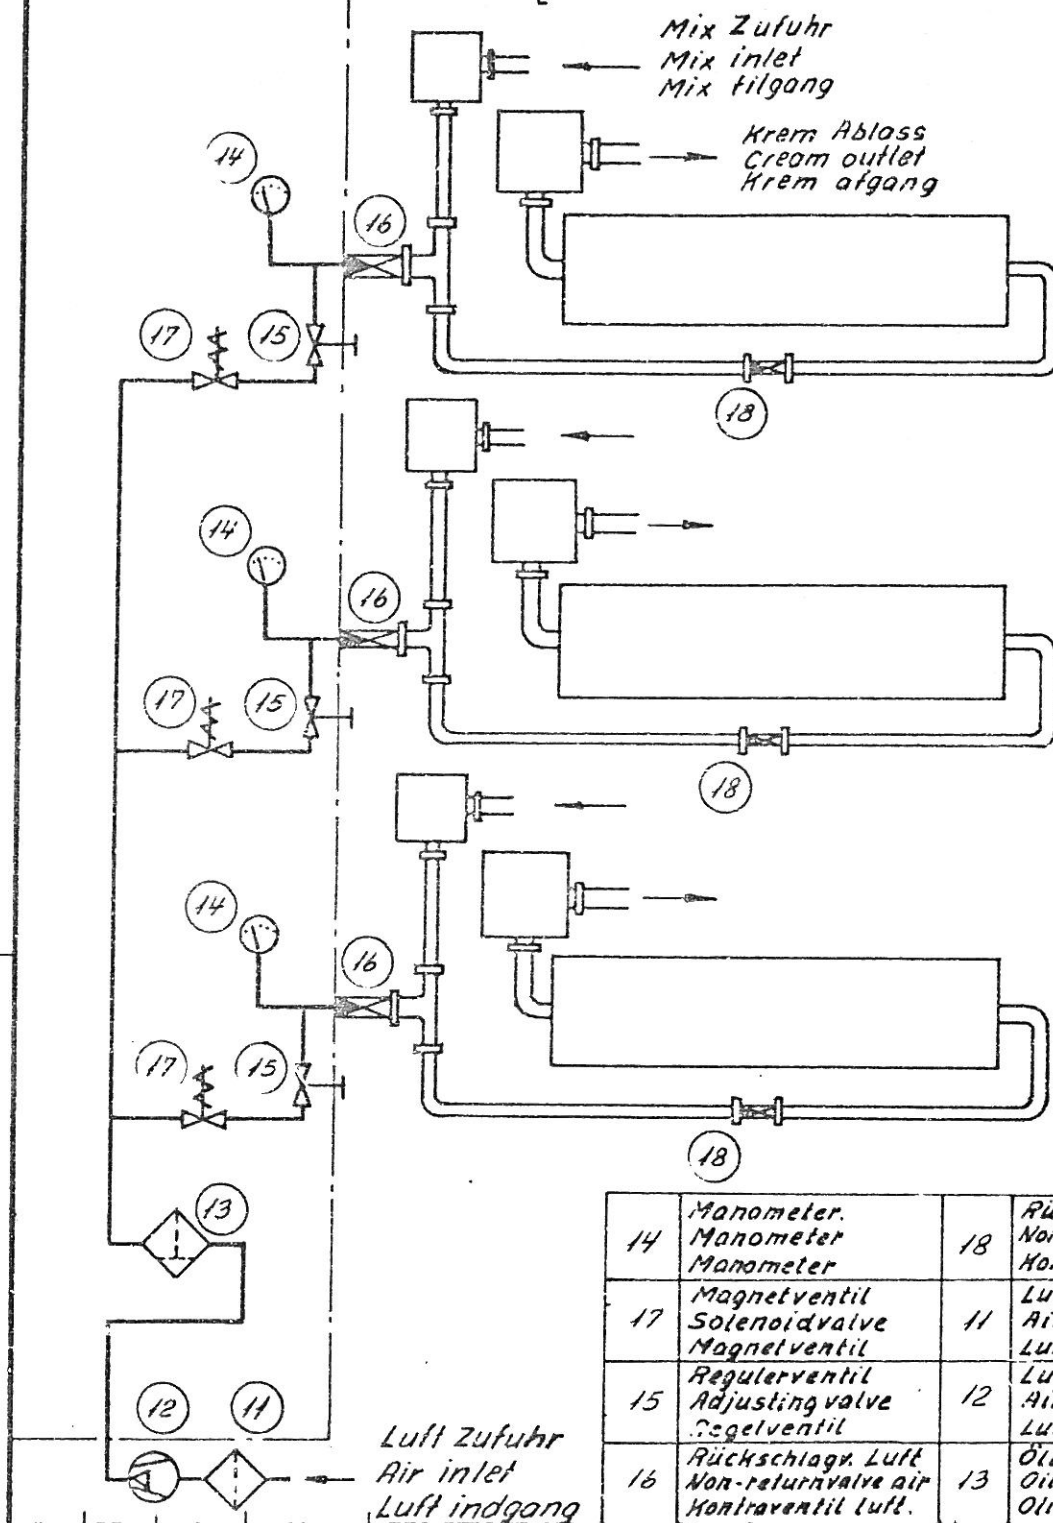 Mix Zufuhr
Mix inlet
Mix tilgang
Krem Ablass
Cream outlet
Krem afgang
14
16
17
15
18
14
16
17
15
18
14
16
17
15
18
13
12
11
Luft Zufuhr
Air inlet
Luft indgang
14
Manometer.
Manometer
Manometer
18
17
Magnetventil
Solenoidvalve
Magnetventil
11
15
Regulerventil
Adjusting valve
12
16
Rückschlagv. Luft
Non-returnvalve air
Kontraventil luft.
13